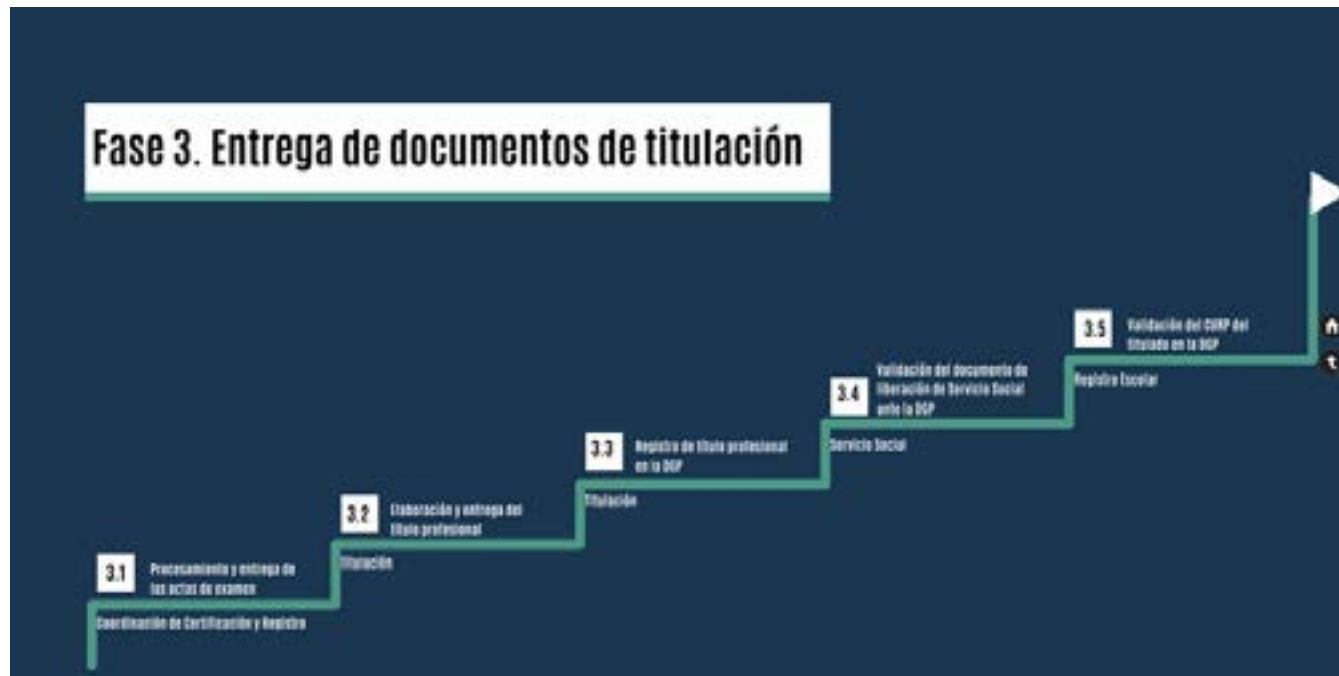 Fase 3. Entrega de documentos de titulación
3.1
Procesamiento y entrega de
las actas de examen
Coordinación de Certificación y Registro
3.2
Elaboración y entrega del
título profesional
Titulación
3.3
Registro de título profesional
en la DGP
Titulación
3.4
Validación del documento de
liberación de Servicio Social
ante la DGP
Servicio Social
3.5
Validación del CURP del
titulado en la DGP
Registro Escolar